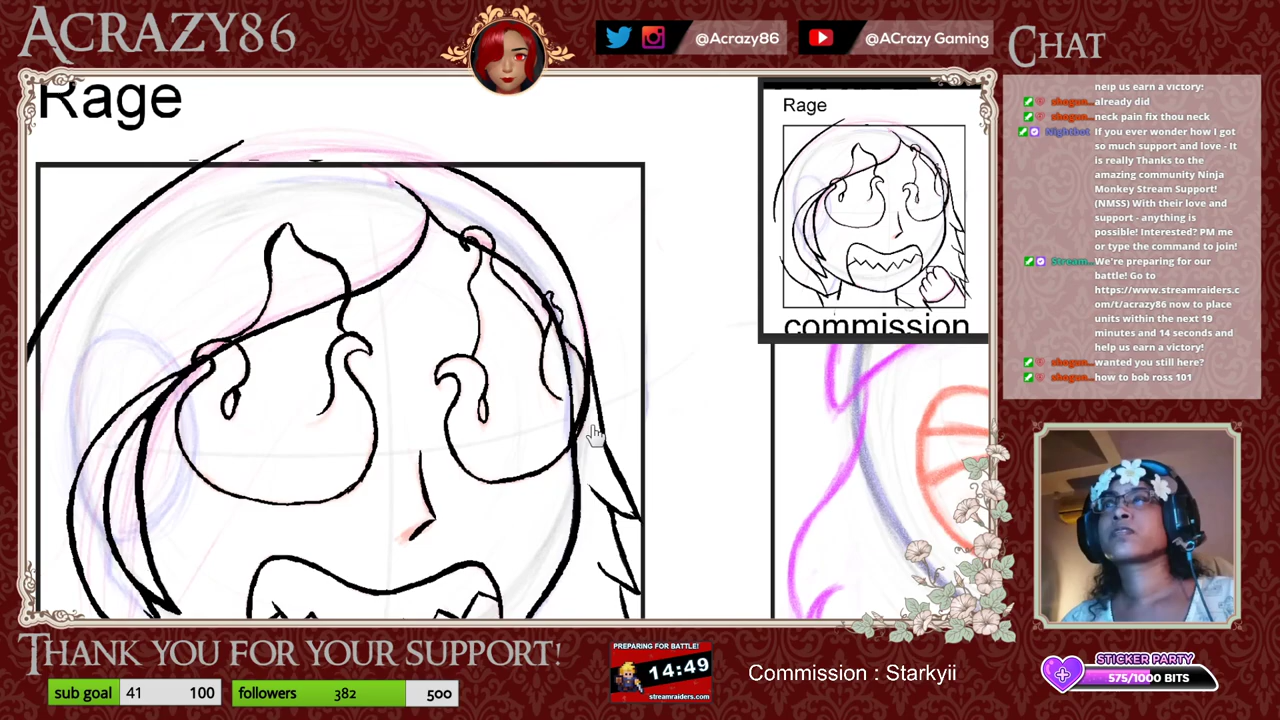 ACRAZY86
@Acrazy86
@ACrazy Gaming
CHAT
Rage
Rage
commission
help us earn a victory!
shogun... already did
shogun... neck pain fix thou neck
Nightbot If you ever wonder how I got
so much support and love - It
is really Thanks to the
amazing community Ninja
Monkey Stream Support!
(NMSS) With their love and
support - anything is
possible! Interested? PM me
or type the command to join!
Stream... We're preparing for our
battle! Go to
https://www.streamraiders.c
om/t/acrazy86 now to place
units within the next 19
minutes and 14 seconds and
help us earn a victory!
shogun... wanted you still here?
shogun... how to bob ross 101
THANK YOU FOR YOUR SUPPORT!
sub goal 41 100
followers 382 500
PREPARING FOR BATTLE!
14:49
streamraiders.com
Commission : Starkyii
STICKER PARTY
575/1000 BITS